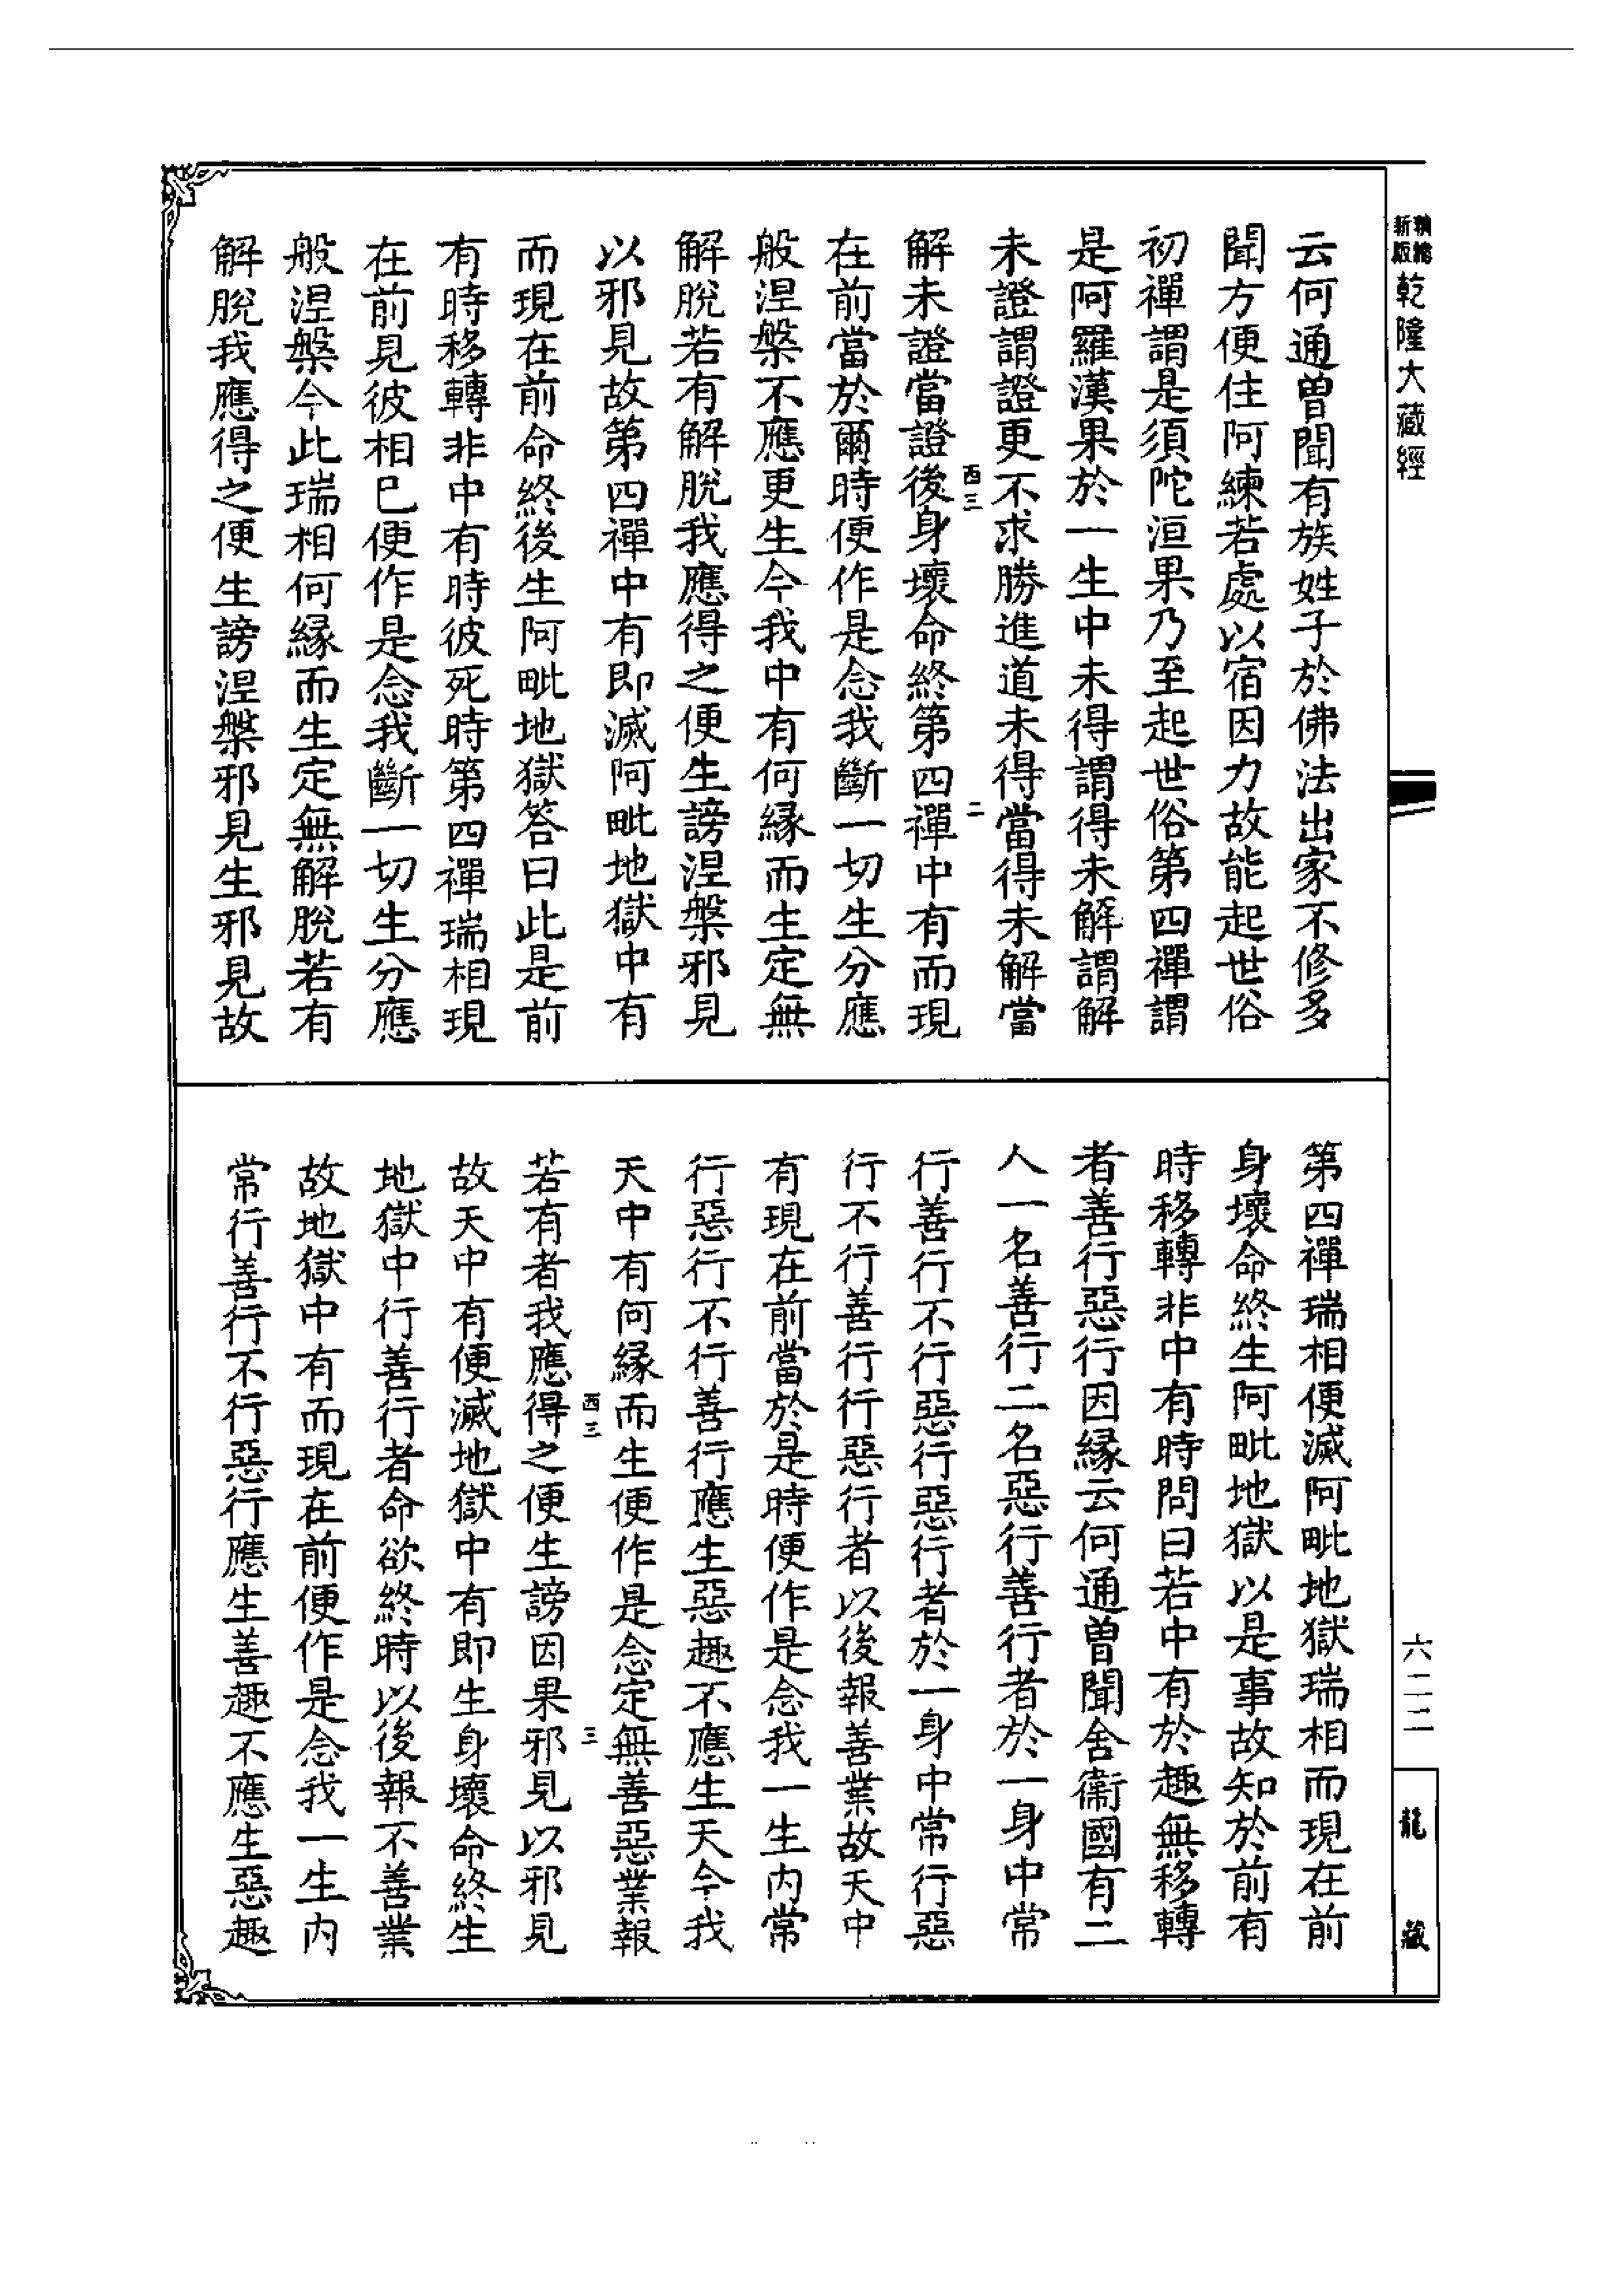 新版精縮乾隆大藏經
云何通曾聞有族姓子於佛法出家不修多
聞方便住阿練若處以宿因力故能起世俗
初禪謂是須陀洹果乃至起世俗第四禪謂
是阿羅漢果於一生中未得謂得未解謂解
未證謂證更不求勝進道未得當得未解當
解未證當證後身壞命終第四禪中有而現
西三 二
在前當於爾時便作是念我斷一切生分應
般涅槃不應更生今我中有何緣而生定無
解脫若有解脫我應得之便生謗涅槃邪見
以邪見故第四禪中有即滅阿毗地獄中有
而現在前命終後生阿毗地獄答曰此是前
有時移轉非中有時彼死時第四禪瑞相現
在前見彼相已便作是念我斷一切生分應
般涅槃今此瑞相何緣而生定無解脫若有
解脫我應得之便生謗涅槃邪見生邪見故
第四禪瑞相便滅阿毗地獄瑞相而現在前
身壞命終生阿毗地獄以是事故知於前有
時移轉非中有時問曰若中有於趣無移轉
者善行惡行因緣云何通曾聞舍衞國有二
人一名善行二名惡行善行者於一身中常
行善行不行惡行惡行者於一身中常行惡
行不行善行行惡行者以後報善業故天中
有現在前當於是時便作是念我一生內常
行惡行不行善行應生惡趣不應生天今我
天中有何緣而生便作是念定無善惡業報
西三 三
若有者我應得之便生謗因果邪見以邪見
故天中有便滅地獄中有即生身壞命終生
地獄中行善行者命欲終時以後報不善業
故地獄中有而現在前便作是念我一生內
常行善行不行惡行應生善趣不應生惡趣
六二二
龍藏